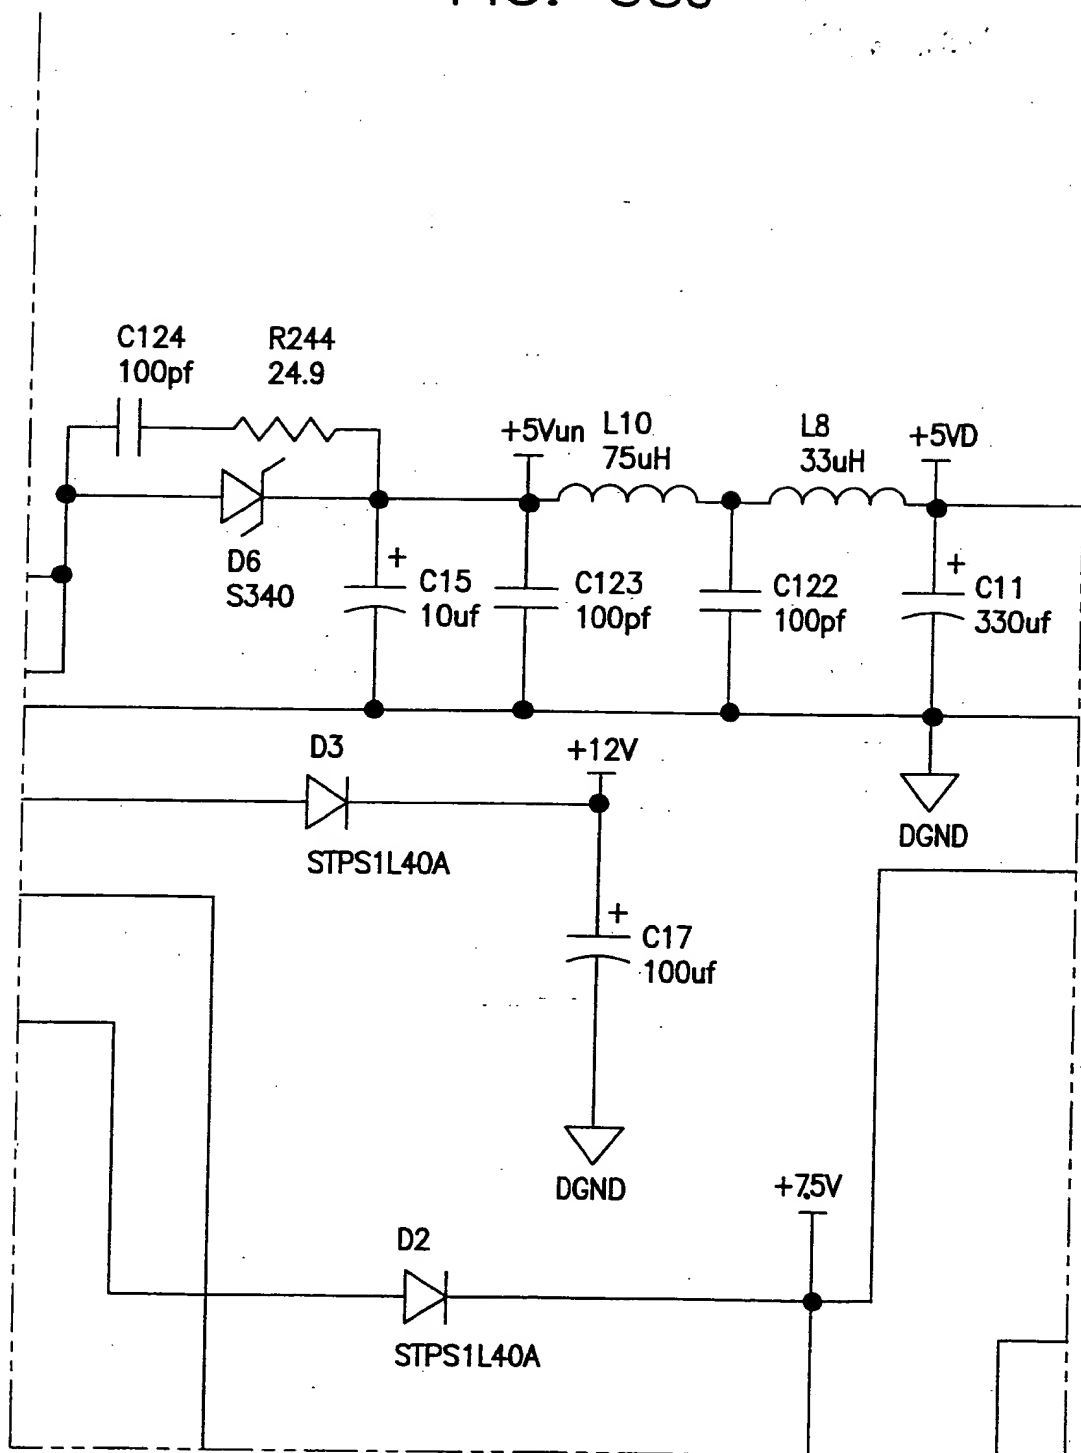 C124
100pf
R244
24.9
+5Vun
L10
75uH
L8
33uH
+5VD
D6
S340
+
C15
10uf
C123
100pf
C122
100pf
+
C11
330uf
D3
STPS1L40A
+12V
DGND
+
C17
100uf
DGND
+7.5V
D2
STPS1L40A